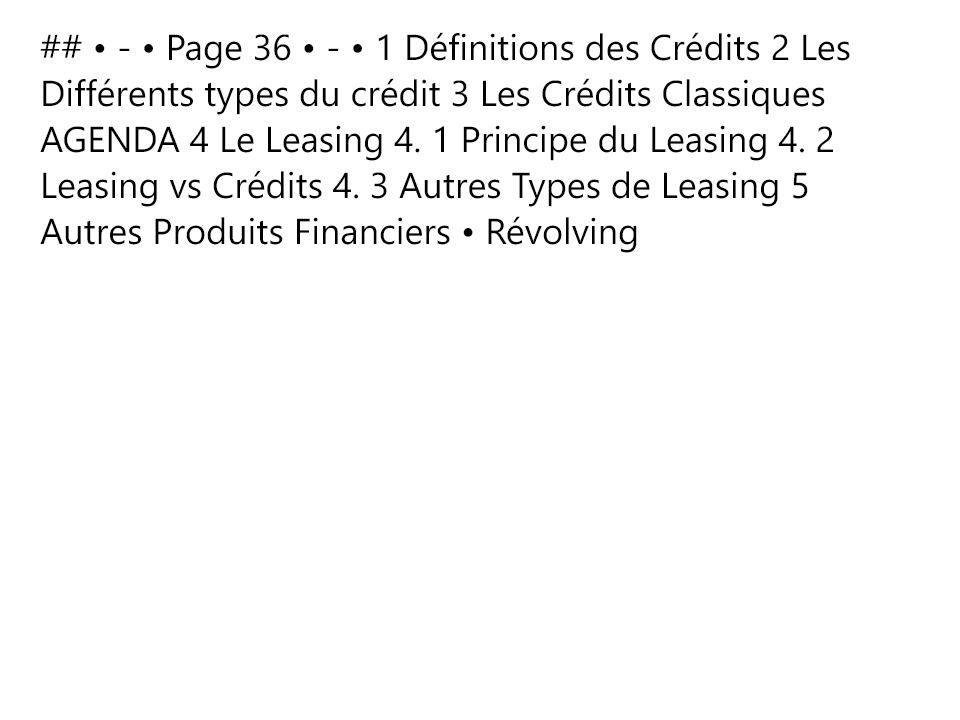 ## • - • Page 36 • - • 1 Définitions des Crédits 2 Les
Différents types du crédit 3 Les Crédits Classiques
AGENDA 4 Le Leasing 4. 1 Principe du Leasing 4. 2
Leasing vs Crédits 4. 3 Autres Types de Leasing 5
Autres Produits Financiers • Révolving